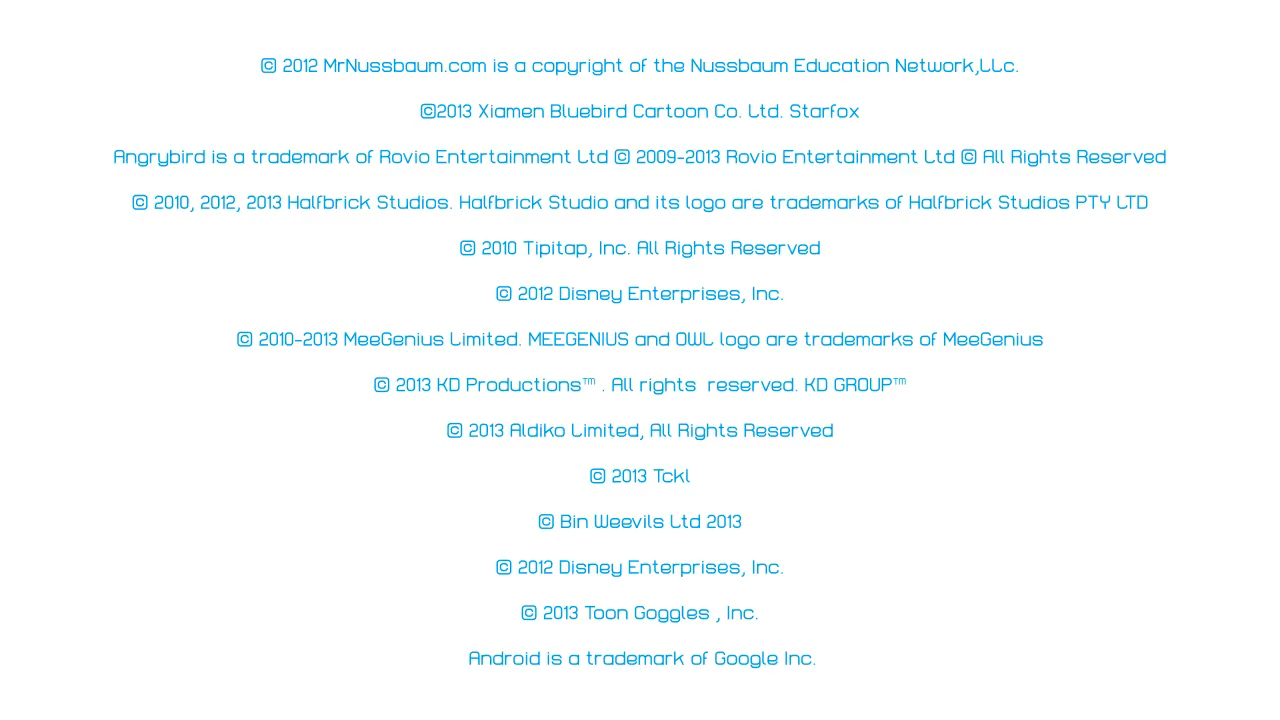 © 2012 MrNussbaum.com is a copyright of the Nussbaum Education Network,LLc.
©2013 Xiamen Bluebird Cartoon Co. Ltd. Starfox
Angrybird is a trademark of Rovio Entertainment Ltd © 2009-2013 Rovio Entertainment Ltd © All Rights Reserved
© 2010, 2012, 2013 Halfbrick Studios. Halfbrick Studio and its logo are trademarks of Halfbrick Studios PTY LTD
© 2010 Tipitap, Inc. All Rights Reserved
© 2012 Disney Enterprises, Inc.
© 2010-2013 MeeGenius Limited. MEEGENIUS and OWL logo are trademarks of MeeGenius
© 2013 KD Productions™ . All rights  reserved. KD GROUP™
© 2013 Aldiko Limited, All Rights Reserved
© 2013 Tckl
© Bin Weevils Ltd 2013
© 2012 Disney Enterprises, Inc.
© 2013 Toon Goggles , Inc.
Android is a trademark of Google Inc.